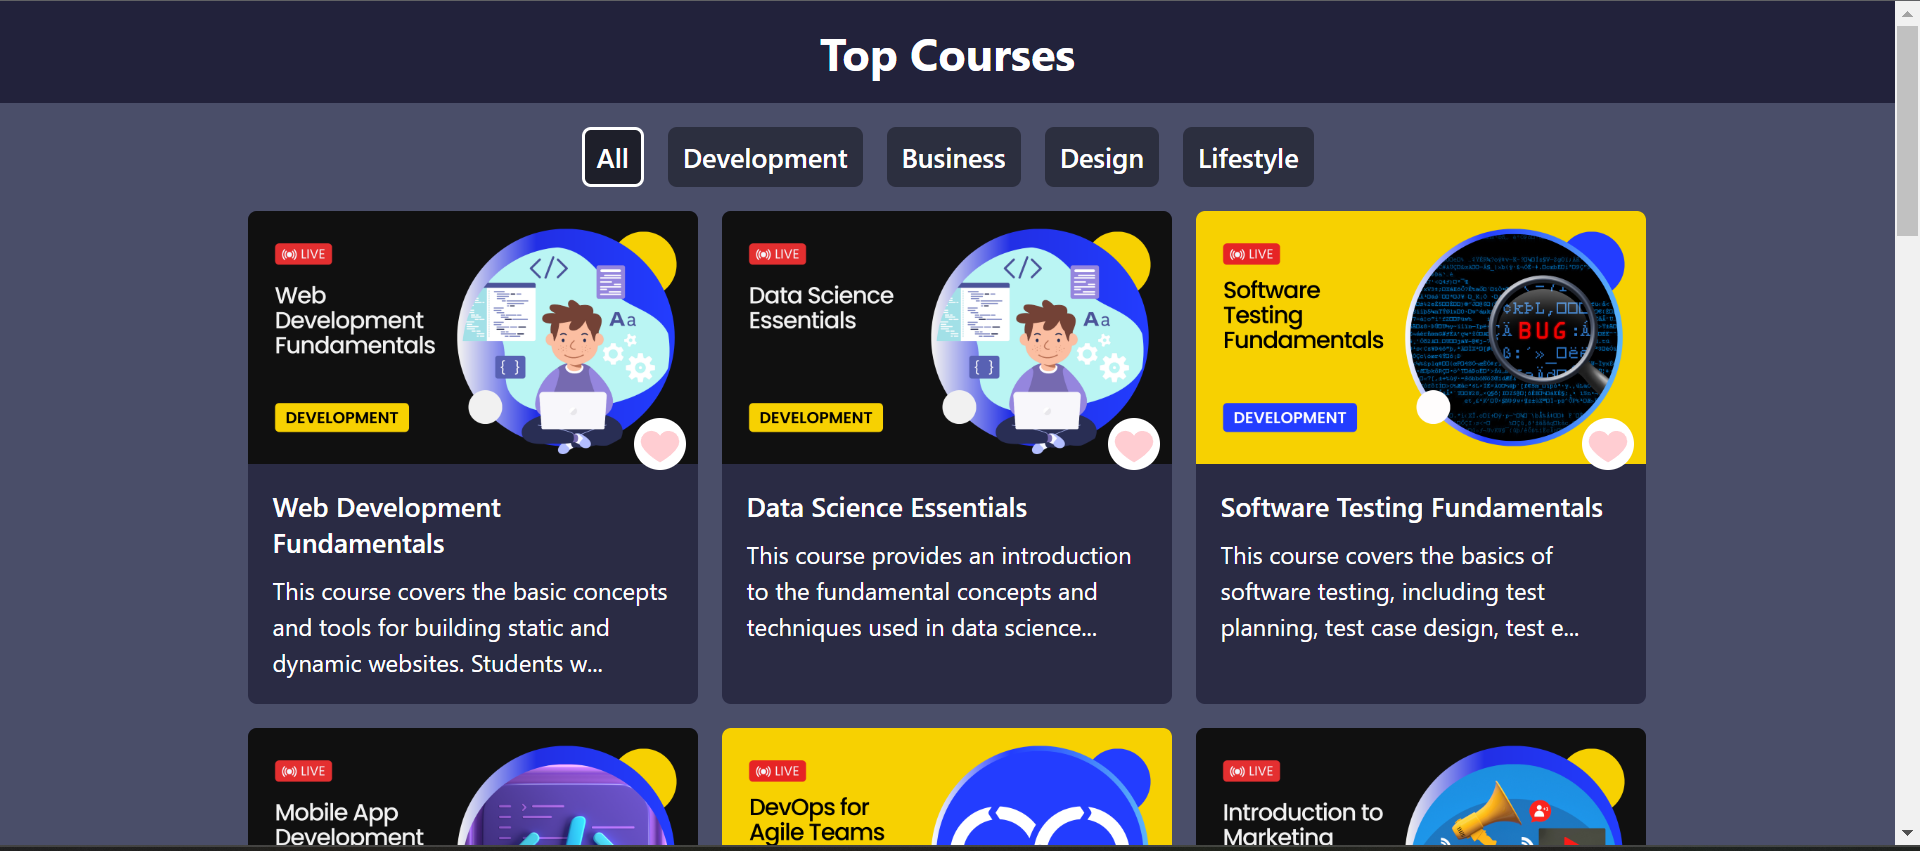 Top Courses
All
Development
Business
Design
Lifestyle
LIVE
Web
Development
Fundamentals
DEVELOPMENT
</>
Aa
{ }
Web Development
Fundamentals
This course covers the basic concepts
and tools for building static and
dynamic websites. Students w...
LIVE
Data Science
Essentials
DEVELOPMENT
</>
Aa
{ }
Data Science Essentials
This course provides an introduction
to the fundamental concepts and
techniques used in data science...
LIVE
Software
Testing
Fundamentals
DEVELOPMENT
BUG
Software Testing Fundamentals
This course covers the basics of
software testing, including test
planning, test case design, test e...
LIVE
Mobile App
Development
LIVE
DevOps for
Agile Teams
LIVE
Introduction to
Marketing